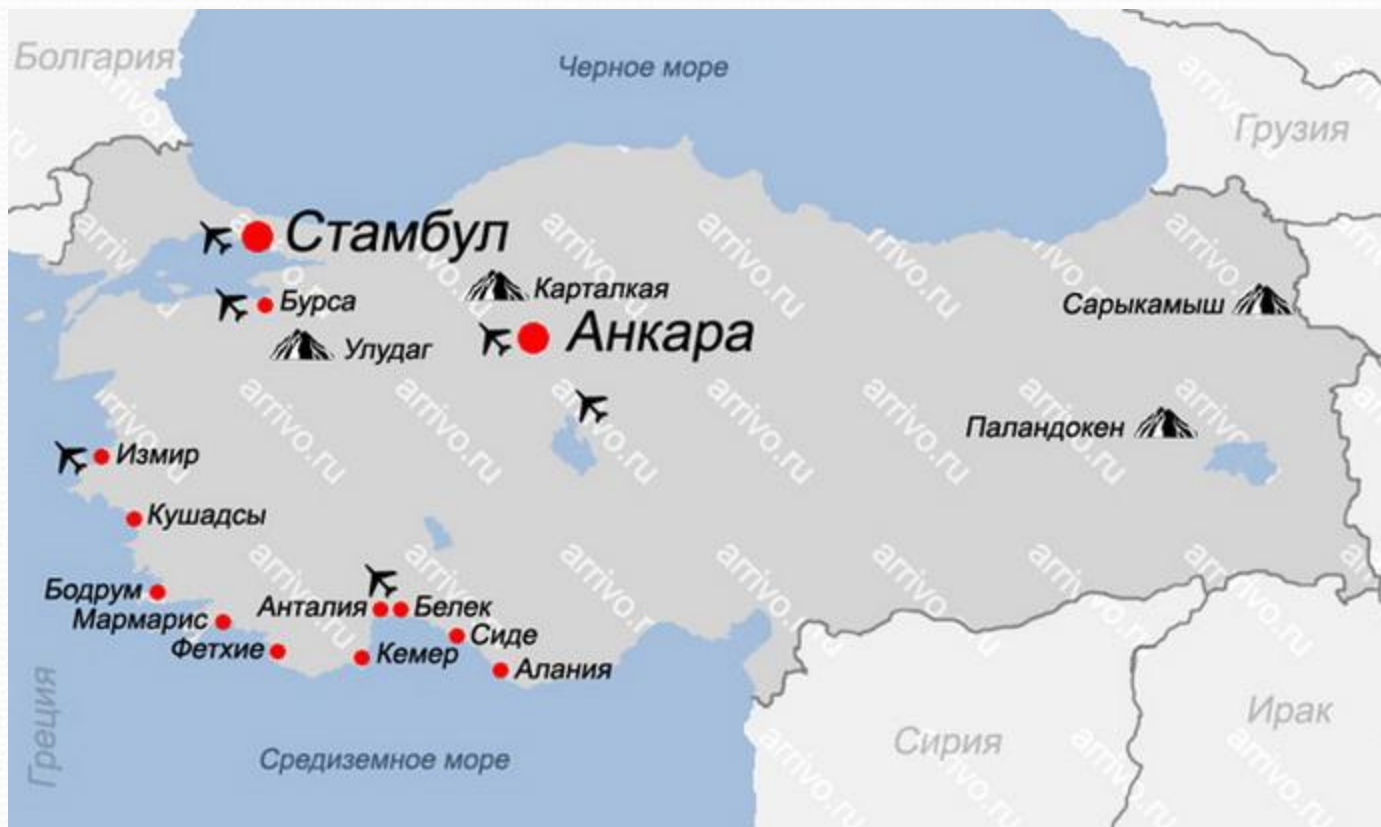 Болгария
Черное море
Грузия
Стамбул
Карталкая
Бурса
Сарыкамыш
Анкара
Улудаг
Паландокен
Измир
Кушадсы
Бодрум
Мармарис
Анталия
Белек
Сиде
Фетхие
Кемер
Алания
Греция
Средиземное море
Сирия
Ирак
arrivo.ru